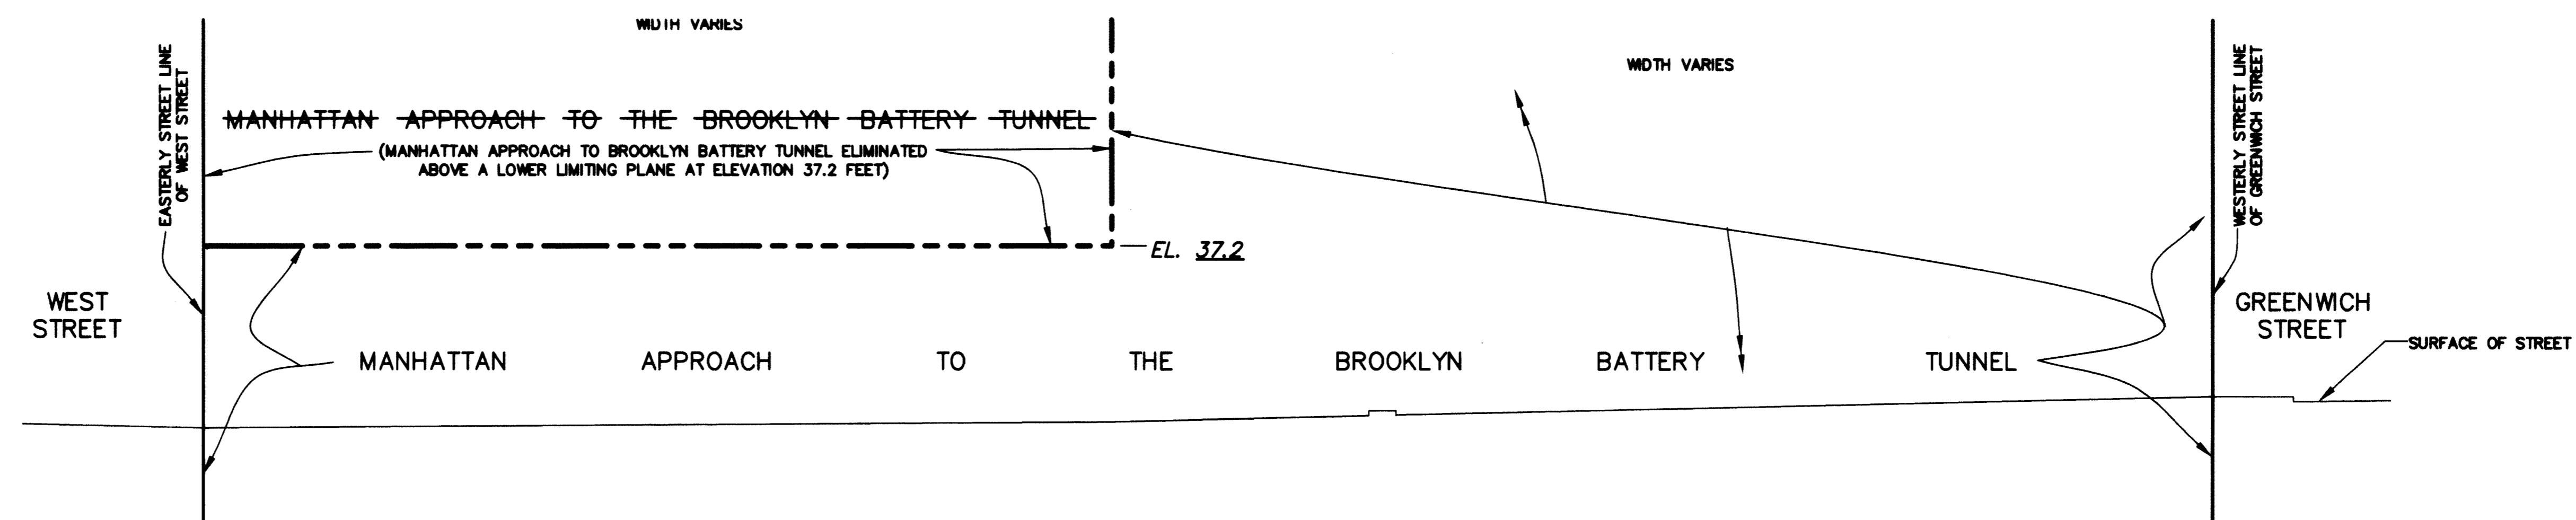 WIDTH VARIES
WIDTH VARIES
EASTERLY STREET LINE
OF WEST STREET
MANHATTAN APPROACH TO THE BROOKLYN BATTERY TUNNEL
(MANHATTAN APPROACH TO BROOKLYN BATTERY TUNNEL ELIMINATED
ABOVE A LOWER LIMITING PLANE AT ELEVATION 37.2 FEET)
WESTERLY STREET LINE
OF GREENWICH STREET
EL. 37.2
WEST
STREET
GREENWICH
STREET
SURFACE OF STREET
MANHATTAN APPROACH TO THE BROOKLYN BATTERY TUNNEL